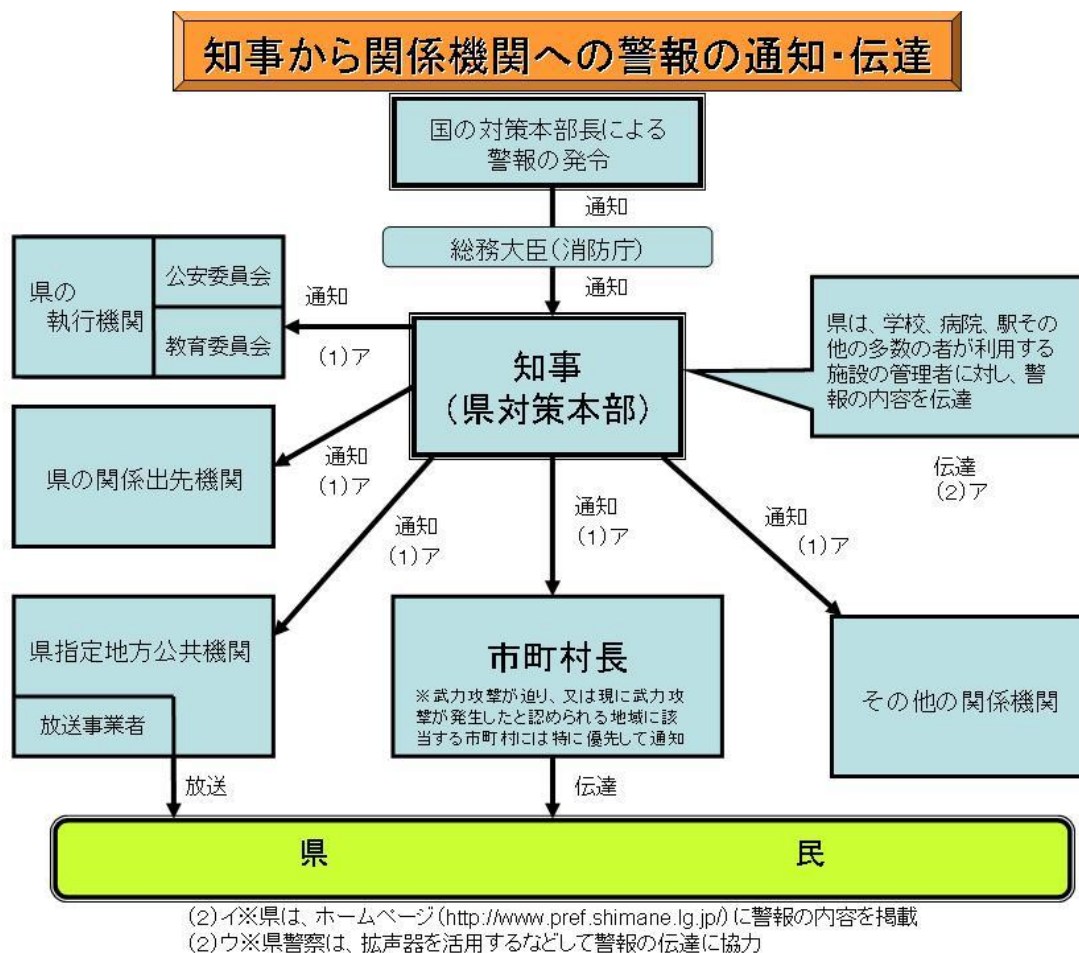 知事から関係機関への警報の通知・伝達
国の対策本部長による
警報の発令
通知
総務大臣(消防庁)
通知
県の
執行機関
公安委員会
教育委員会
通知
(1)ア
知事
(県対策本部)
県は、学校、病院、駅その
他の多数の者が利用する
施設の管理者に対し、警
報の内容を伝達
伝達
(2)ア
県の関係出先機関
通知
(1)ア
通知
(1)ア
通知
(1)ア
通知
(1)ア
県指定地方公共機関
放送事業者
放送
市町村長
※武力攻撃が迫り、又は現に武力攻
撃が発生したと認められる地域に該
当する市町村には特に優先して通知
伝達
その他の関係機関
県 民
(2)イ※県は、ホームページ(http://www.pref.shimane.lg.jp/)に警報の内容を掲載
(2)ウ※県警察は、拡声器を活用するなどして警報の伝達に協力